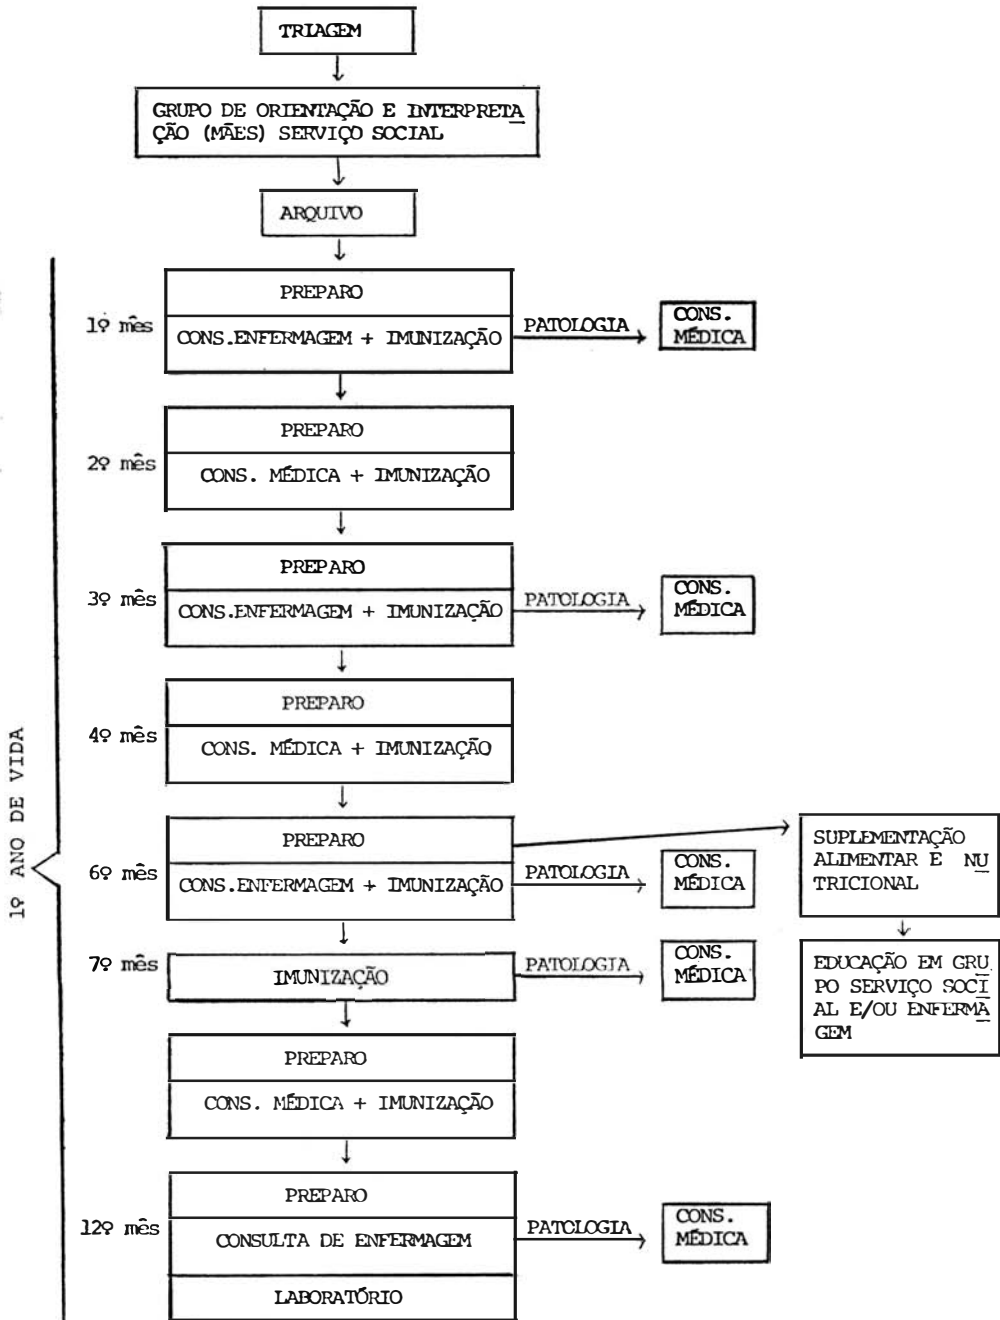 TRIAGEM
GRUPO DE ORIENTAÇÃO E INTERPRETA
ÇÃO (MÃES) SERVIÇO SOCIAL
ARQUIVO
1º ANO DE VIDA
1º mês
PREPARO
CONS.ENFERMAGEM + IMUNIZAÇÃO
PATOLOGIA
CONS.
MÉDICA
2º mês
PREPARO
CONS. MÉDICA + IMUNIZAÇÃO
3º mês
PREPARO
CONS.ENFERMAGEM + IMUNIZAÇÃO
PATOLOGIA
CONS.
MÉDICA
4º mês
PREPARO
CONS. MÉDICA + IMUNIZAÇÃO
6º mês
PREPARO
CONS.ENFERMAGEM + IMUNIZAÇÃO
PATOLOGIA
CONS.
MÉDICA
SUPLEMENTAÇÃO
ALIMENTAR E NU
TRICIONAL
7º mês
IMUNIZAÇÃO
PATOLOGIA
CONS.
MÉDICA
EDUCAÇÃO EM GRU
PO SERVIÇO SOCI
AL E/OU ENFERMA
GEM
PREPARO
CONS. MÉDICA + IMUNIZAÇÃO
12º mês
PREPARO
CONSULTA DE ENFERMAGEM
LABORATÓRIO
PATOLOGIA
CONS.
MÉDICA